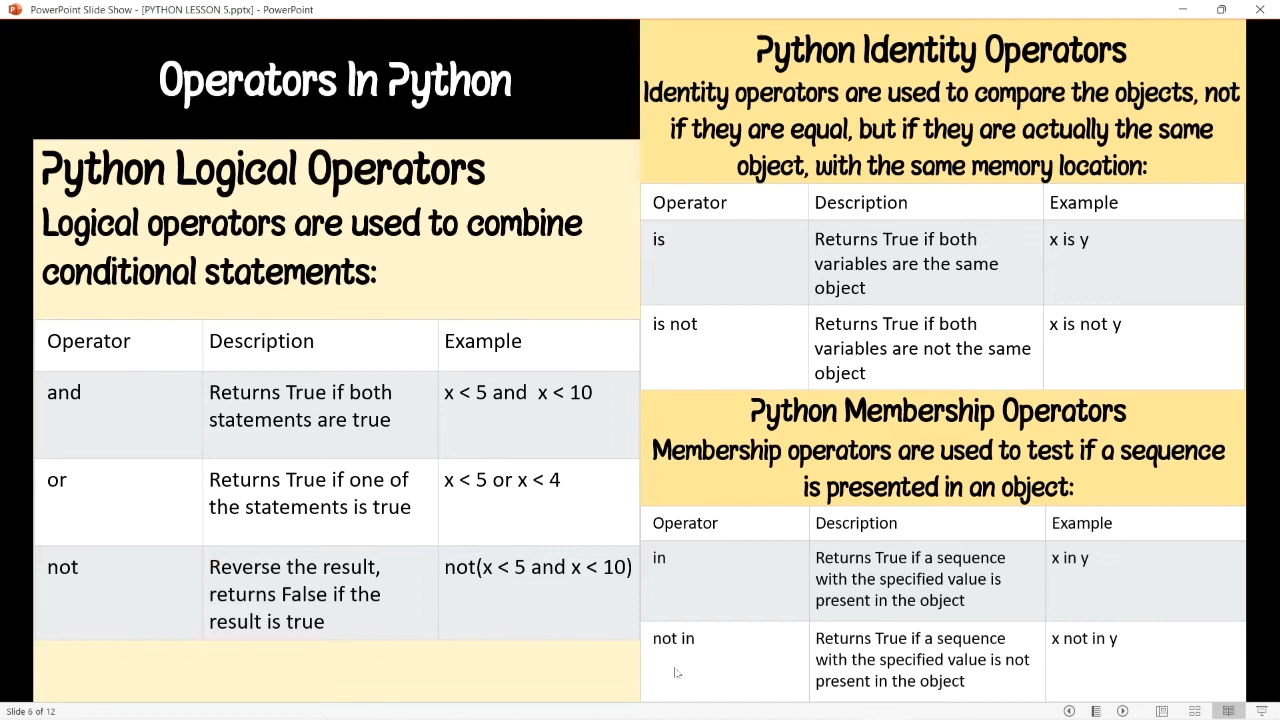 PowerPoint Slide Show - [PYTHON LESSON 5.pptx] - PowerPoint
Operators In Python
Python Logical Operators
Logical operators are used to combine
conditional statements:
Operator Description Example
and Returns True if both x < 5 and  x < 10
statements are true
or Returns True if one of x < 5 or x < 4
the statements is true
not Reverse the result, not(x < 5 and x < 10)
returns False if the
result is true
Python Identity Operators
Identity operators are used to compare the objects, not
if they are equal, but if they are actually the same
object, with the same memory location:
Operator Description Example
is Returns True if both x is y
variables are the same
object
is not Returns True if both x is not y
variables are not the same
object
Python Membership Operators
Membership operators are used to test if a sequence
is presented in an object:
Operator Description Example
in Returns True if a sequence x in y
with the specified value is
present in the object
not in Returns True if a sequence x not in y
with the specified value is not
present in the object
Slide 6 of 12